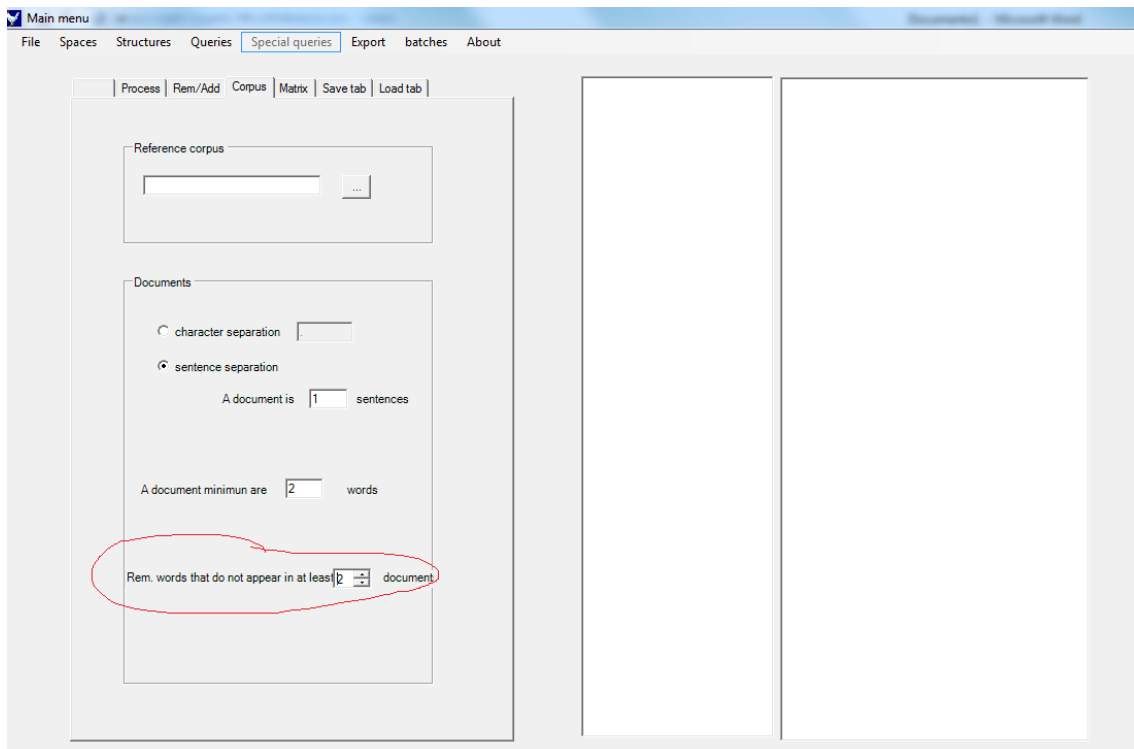 Main menu
File Spaces Structures Queries Special queries Export batches About
Process Rem/Add Corpus Matrix Save tab Load tab
Reference corpus
...
Documents
character separation .
sentence separation
A document is 1 sentences
A document minimun are 2 words
Rem. words that do not appear in at least 2 document